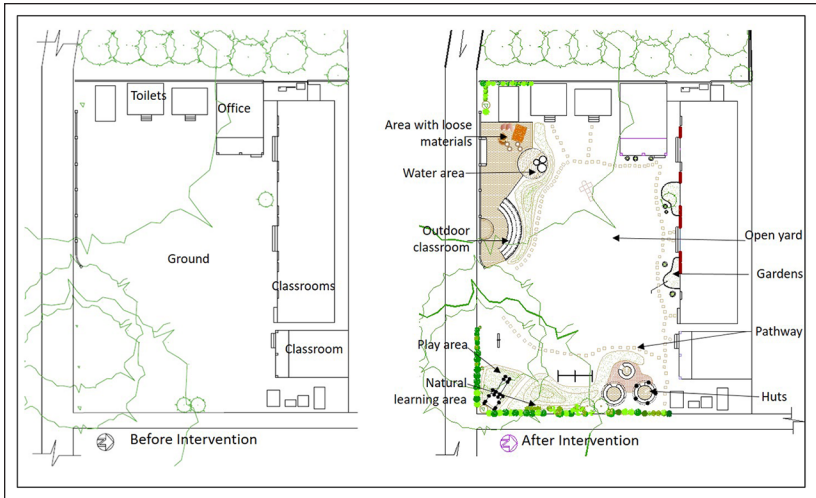 Toilets
Office
Ground
Classrooms
Classroom
Before Intervention
Area with loose
materials
Water area
Outdoor
classroom
Open yard
Gardens
Pathway
Play area
Natural
learning area
Huts
After Intervention